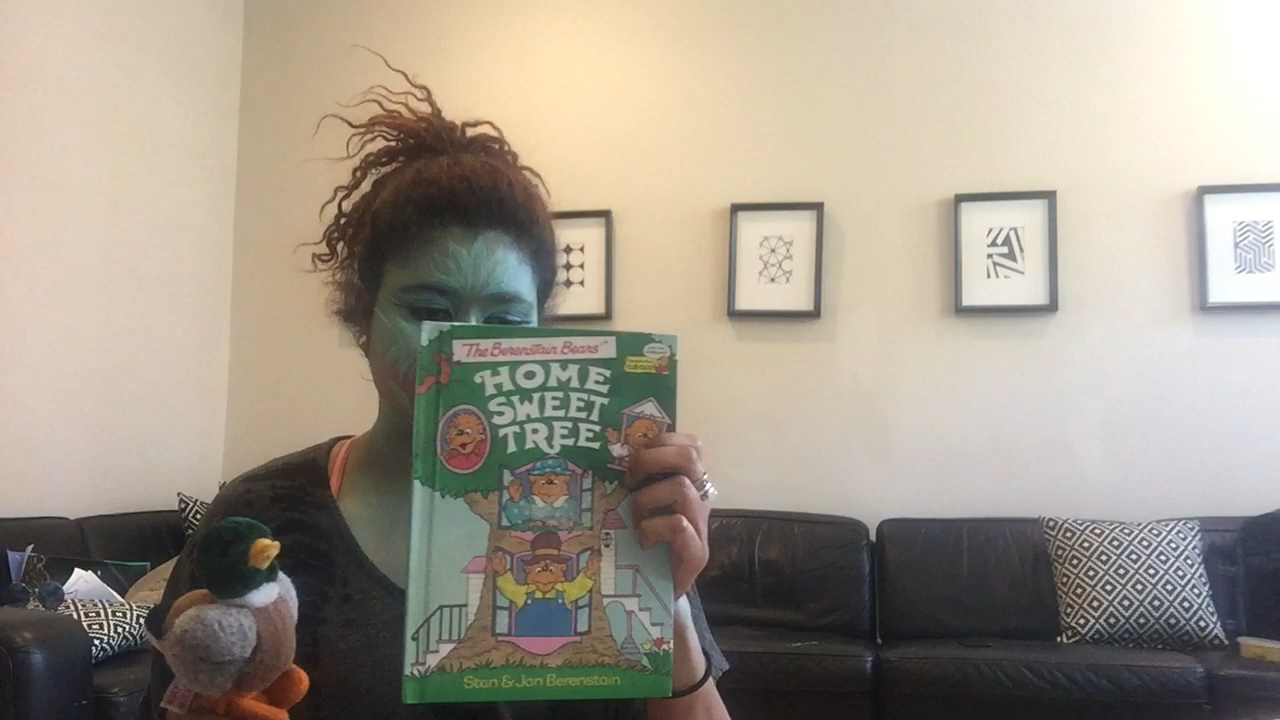 "The Berenstain Bears"
HOME
SWEET
TREE
Stan & Jan Berenstain